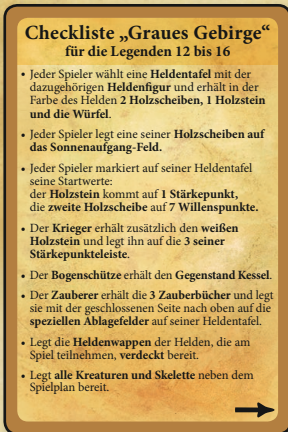 Checkliste „Graues Gebirge“
für die Legenden 12 bis 16
• Jeder Spieler wählt eine Heldentafel mit der
dazugehörigen Heldenfigur und erhält in der
Farbe des Helden 2 Holzscheiben, 1 Holzstein
und die Würfel.
• Jeder Spieler legt eine seiner Holzscheiben auf
das Sonnenaufgang-Feld.
• Jeder Spieler markiert auf seiner Heldentafel
seine Startwerte:
der Holzstein kommt auf 1 Stärkepunkt,
die zweite Holzscheibe auf 7 Willenspunkte.
• Der Krieger erhält zusätzlich den weißen
Holzstein und legt ihn auf die 3 seiner
Stärkepunkteleiste.
• Der Bogenschütze erhält den Gegenstand Kessel.
• Der Zauberer erhält die 3 Zauberbücher und legt
sie mit der geschlossenen Seite nach oben auf die
speziellen Ablagefelder auf seiner Heldentafel.
• Legt die Heldenwappen der Helden, die am
Spiel teilnehmen, verdeckt bereit.
• Legt alle Kreaturen und Skelette neben dem
Spielplan bereit.